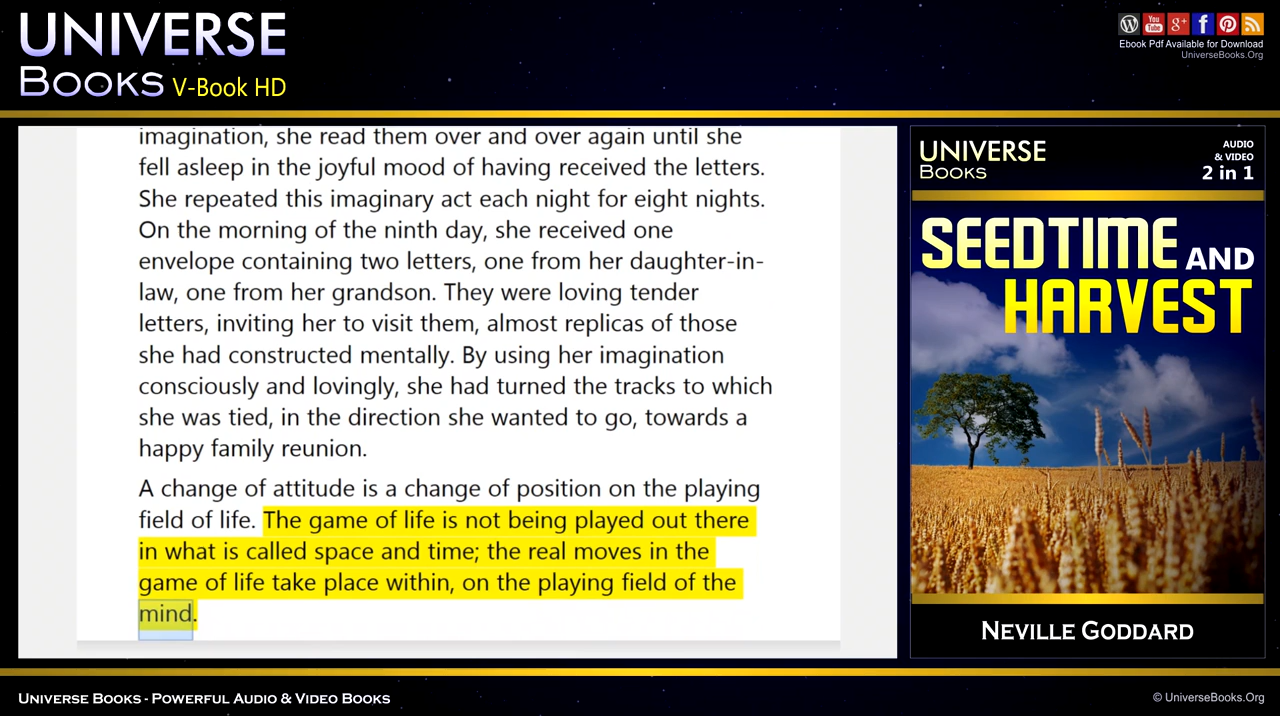 UNIVERSE
BOOKS V-Book HD
Ebook Pdf Available for Download
UniverseBooks.Org
imagination, she read them over and over again until she
fell asleep in the joyful mood of having received the letters.
She repeated this imaginary act each night for eight nights.
On the morning of the ninth day, she received one
envelope containing two letters, one from her daughter-in-
law, one from her grandson. They were loving tender
letters, inviting her to visit them, almost replicas of those
she had constructed mentally. By using her imagination
consciously and lovingly, she had turned the tracks to which
she was tied, in the direction she wanted to go, towards a
happy family reunion.
A change of attitude is a change of position on the playing
field of life. The game of life is not being played out there
in what is called space and time; the real moves in the
game of life take place within, on the playing field of the
mind.
UNIVERSE
BOOKS
AUDIO
& VIDEO
2 in 1
SEEDTIME AND
HARVEST
NEVILLE GODDARD
UNIVERSE BOOKS - POWERFUL AUDIO & VIDEO BOOKS
© UniverseBooks.Org